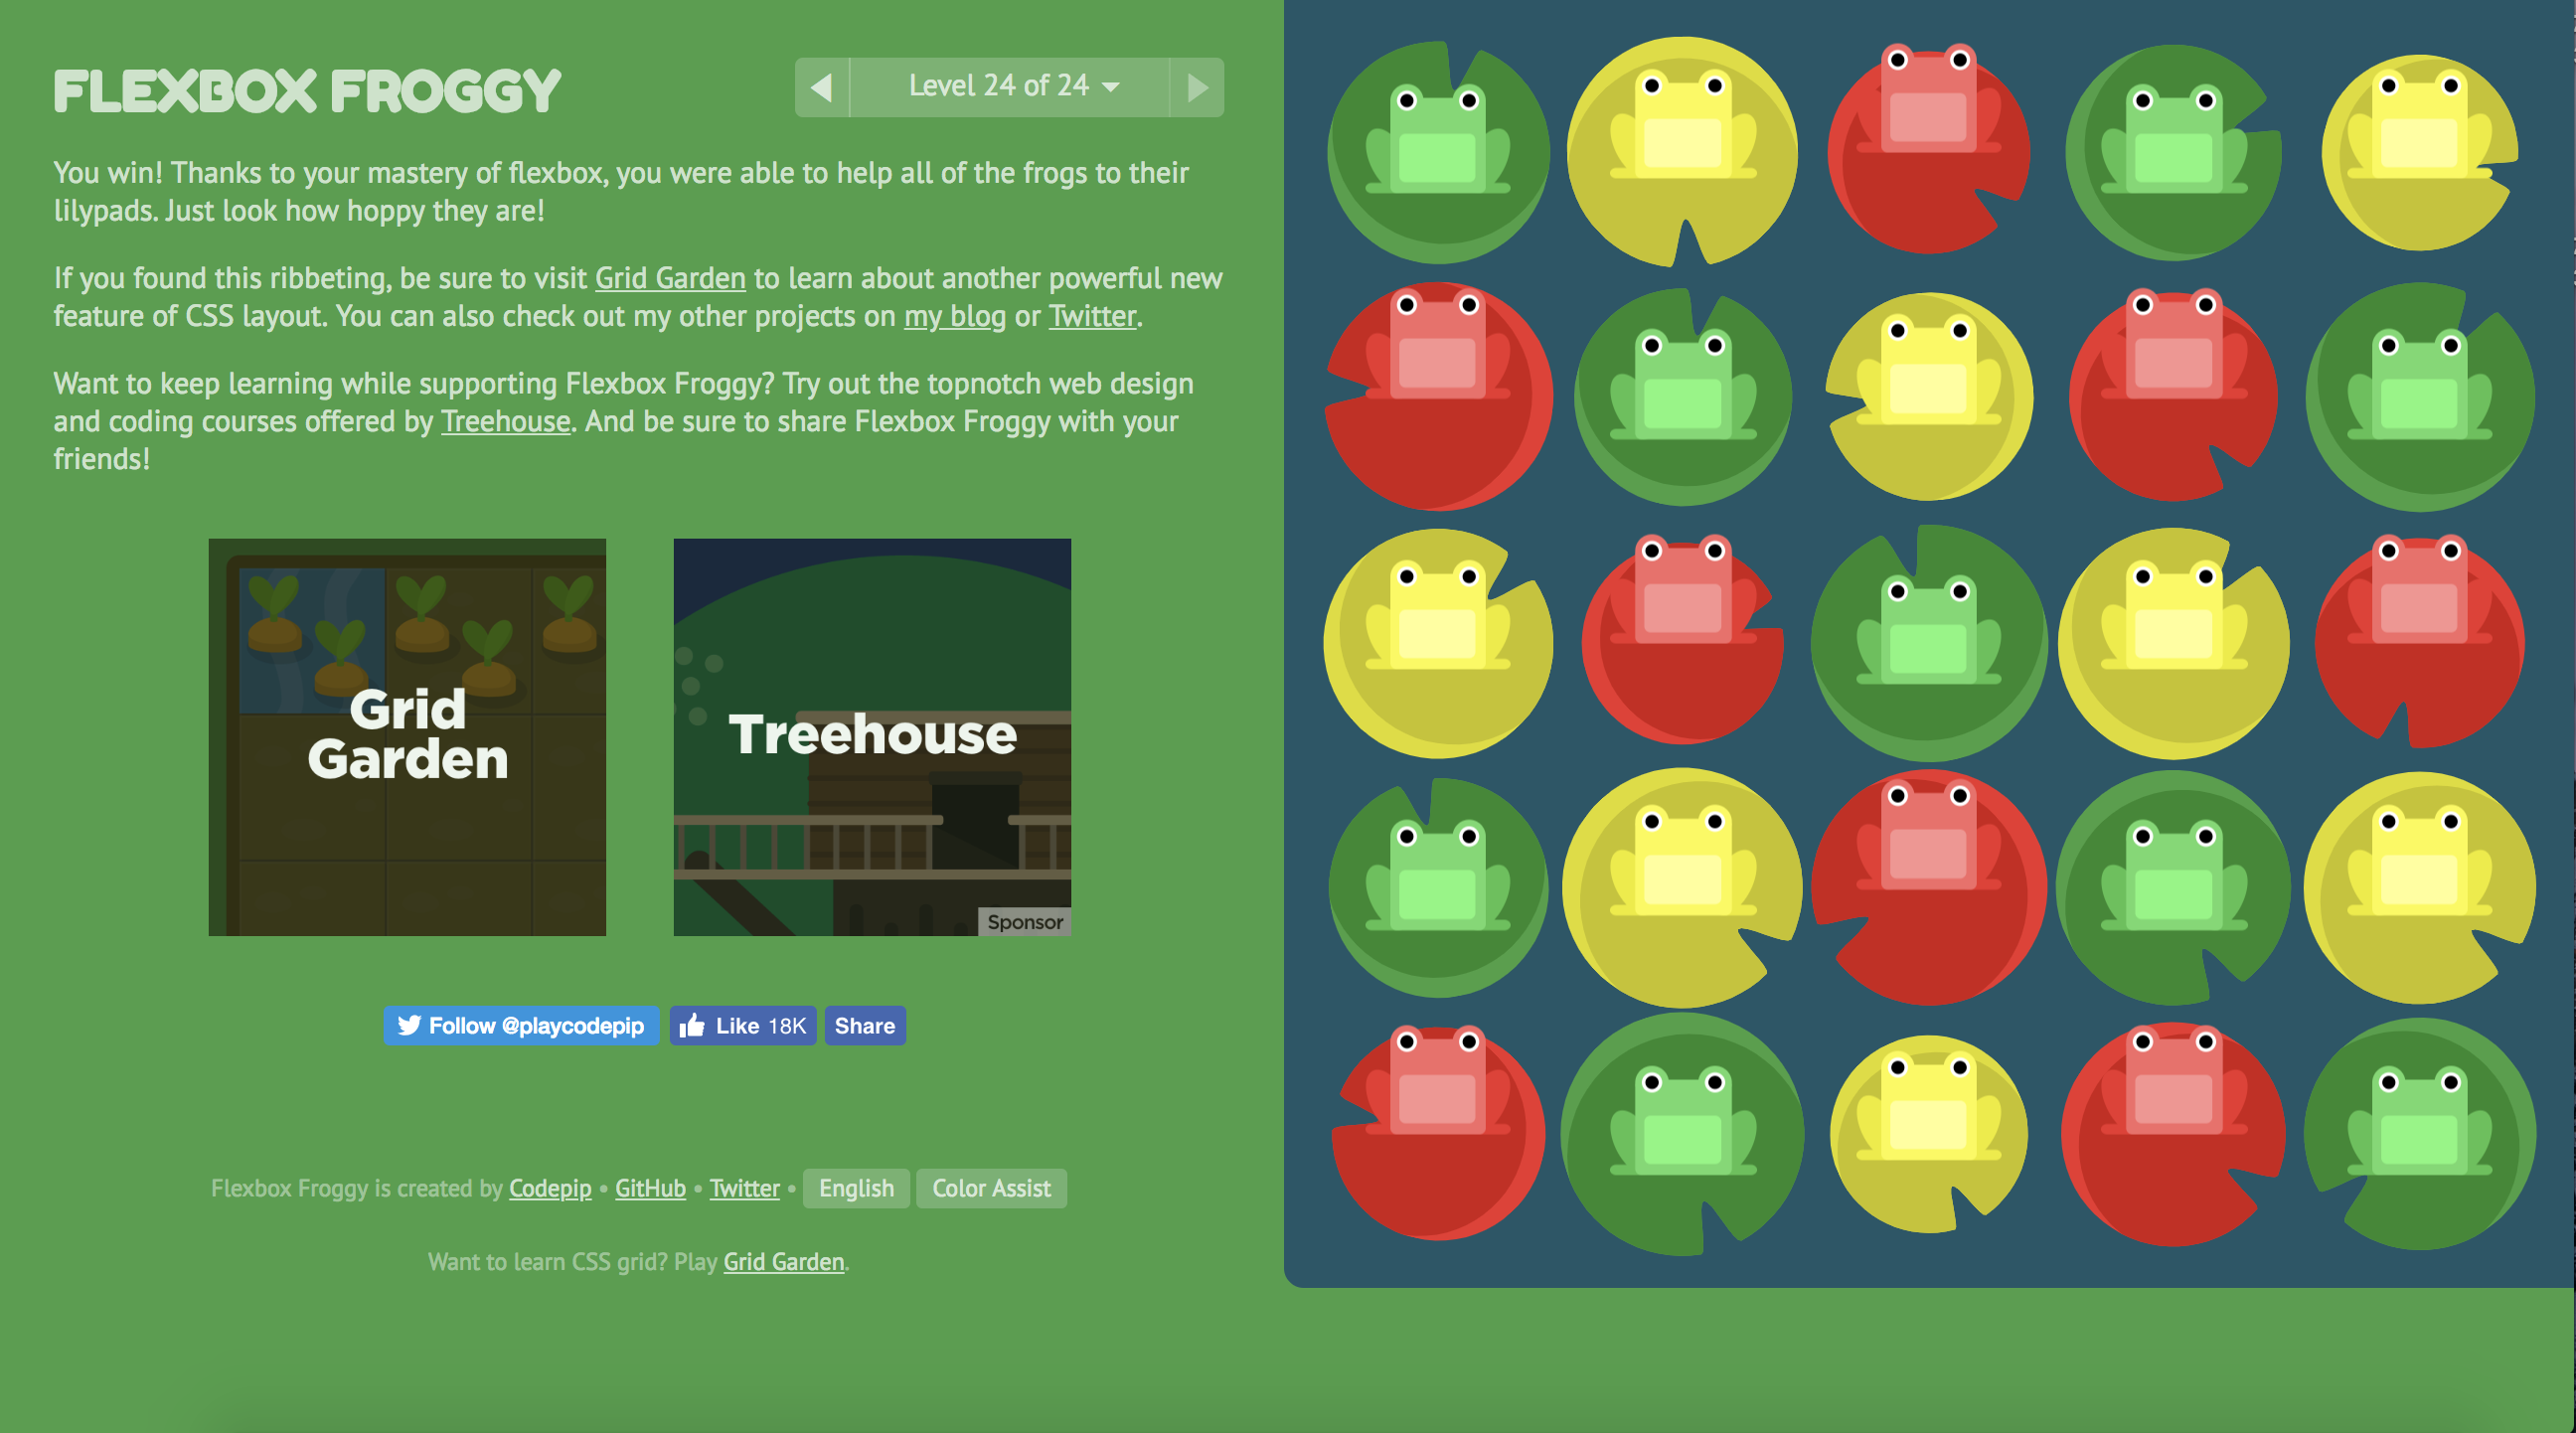 FLEXBOX FROGGY
Level 24 of 24
You win! Thanks to your mastery of flexbox, you were able to help all of the frogs to their
lilypads. Just look how hoppy they are!
If you found this ribbeting, be sure to visit Grid Garden to learn about another powerful new
feature of CSS layout. You can also check out my other projects on my blog or Twitter.
Want to keep learning while supporting Flexbox Froggy? Try out the topnotch web design
and coding courses offered by Treehouse. And be sure to share Flexbox Froggy with your
friends!
Grid
Garden
Treehouse
Sponsor
Follow @playcodepip
Like 18K
Share
Flexbox Froggy is created by Codepip • GitHub • Twitter • English Color Assist
Want to learn CSS grid? Play Grid Garden.